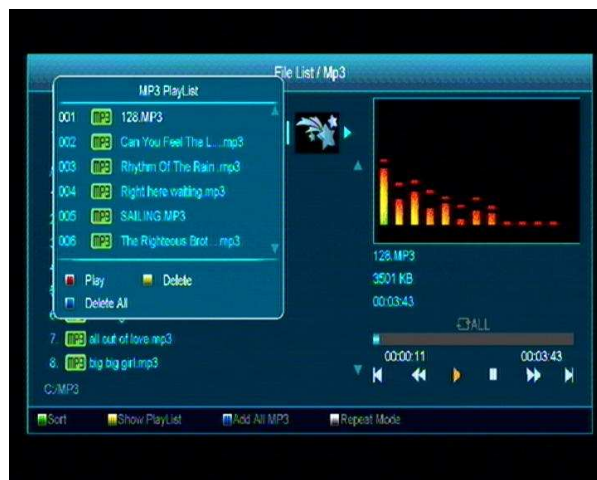 File List / Mp3
MP3 PlayList
001 MP3 128.MP3
002 MP3 Can You Feel The L....mp3
003 MP3 Rhythm Of The Rain .mp3
004 MP3 Right here waiting.mp3
005 MP3 SAILING.MP3
006 MP3 The Righteous Brot....mp3
Play Delete
Delete All
7. MP3 all out of love.mp3
8. MP3 big big girl.mp3
C:/MP3
128.MP3
3501 KB
00:03:43
ALL
00:00:11 00:03:43
Sort Show PlayList Add All MP3 Repeat Mode